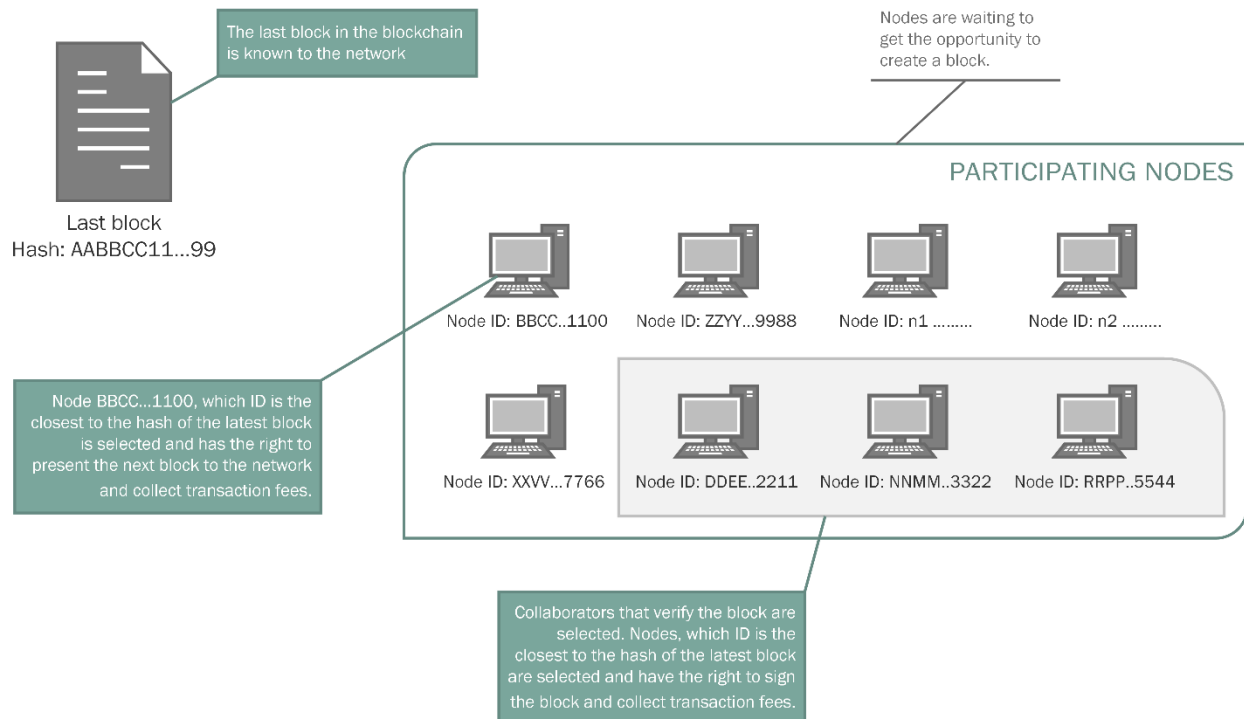 The last block in the blockchain
is known to the network
Nodes are waiting to
get the opportunity to
create a block.
PARTICIPATING NODES
Last block
Hash: AABBCC11...99
Node ID: BBCC..1100
Node ID: ZZYY...9988
Node ID: n1 .........
Node ID: n2 .........
Node BBCC...1100, which ID is the
closest to the hash of the latest block
is selected and has the right to
present the next block to the network
and collect transaction fees.
Node ID: XXVV...7766
Node ID: DDEE..2211
Node ID: NNMM..3322
Node ID: RRPP..5544
Collaborators that verify the block are
selected. Nodes, which ID is the
closest to the hash of the latest block
are selected and have the right to sign
the block and collect transaction fees.